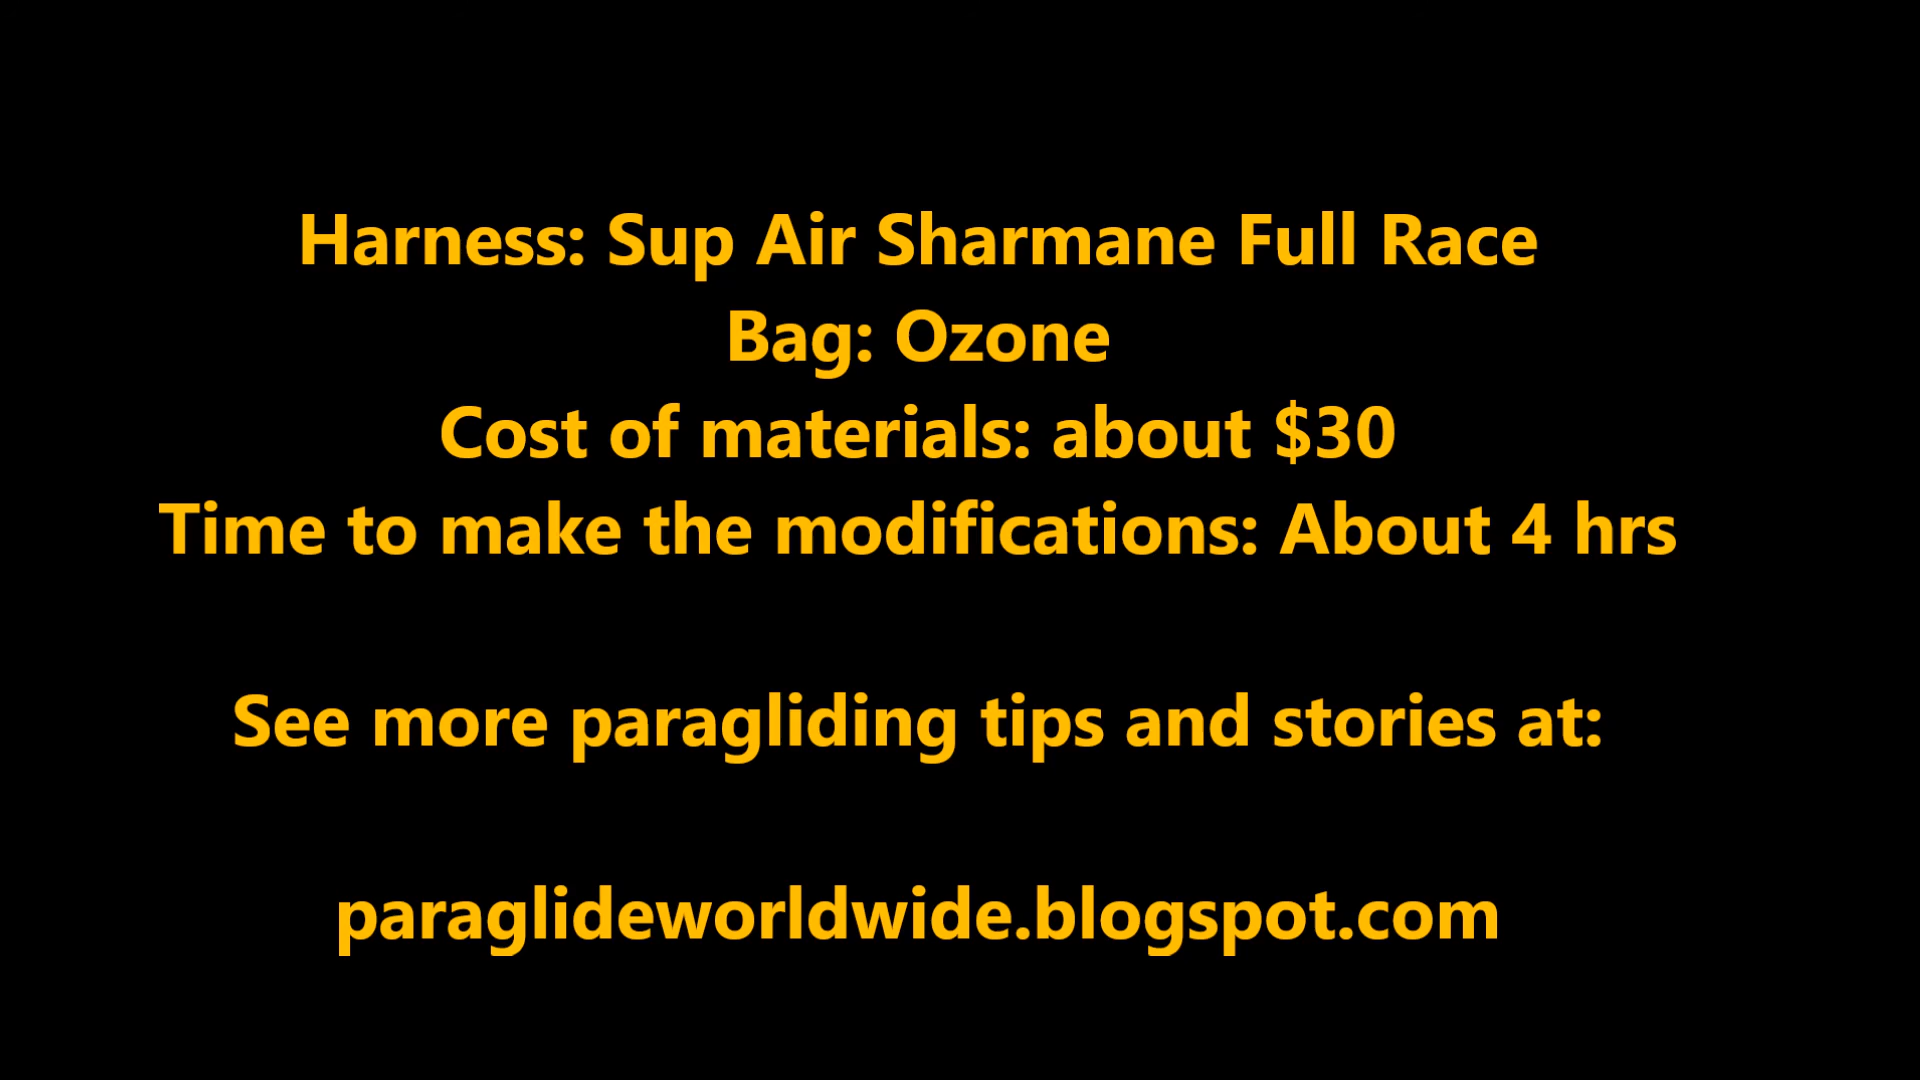 Harness: Sup Air Sharmane Full Race
Bag: Ozone
Cost of materials: about $30
Time to make the modifications: About 4 hrs
See more paragliding tips and stories at:
paraglideworldwide.blogspot.com